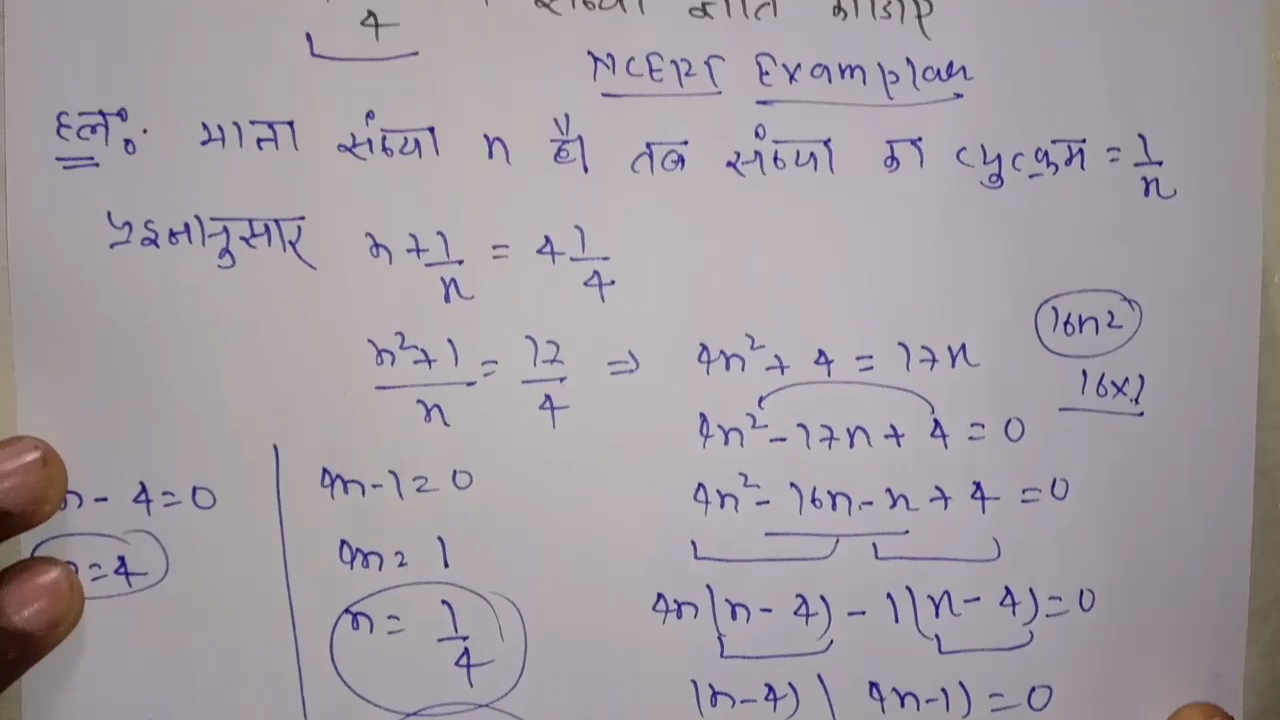 4 संख्या ज्ञात कीजिए
NCERT Examplar
हल: माना संख्या n है। तब संख्या का व्युत्क्रम = 1/n
प्रश्नानुसार n + 1/n = 4 1/4
(n² + 1)/n = 17/4 ⇒ 4n² + 4 = 17n
16n²
16×1
4n² - 17n + 4 = 0
4n² - 16n - n + 4 = 0
4n(n - 4) - 1(n - 4) = 0
(n - 4)(4n - 1) = 0
n - 4 = 0
n = 4
4n - 1 = 0
4n = 1
n = 1/4